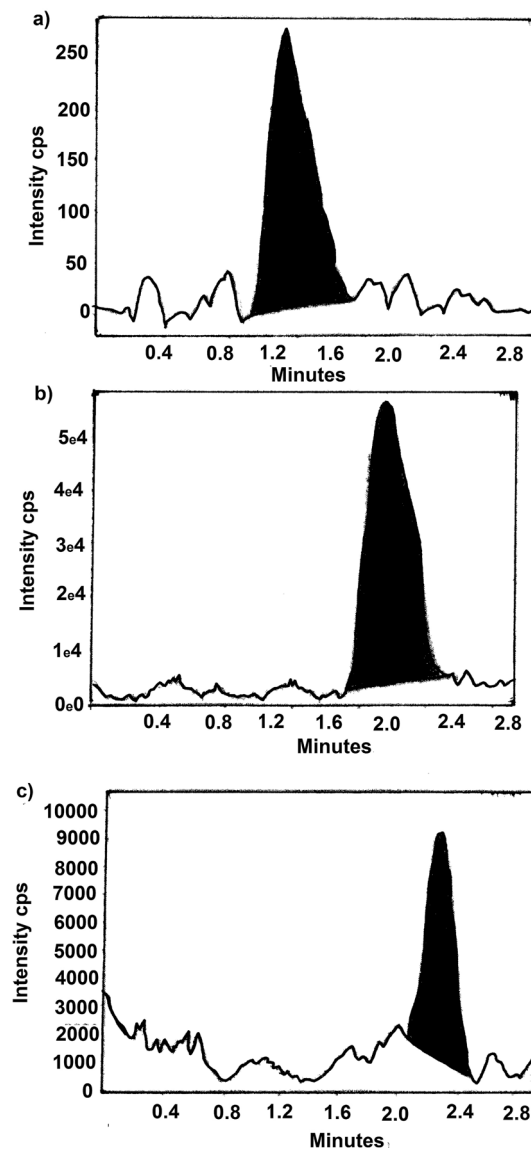 a)
Intensity cps
250
200
150
100
50
0
0.4 0.8 1.2 1.6 2.0 2.4 2.8
Minutes
b)
Intensity cps
5e4
4e4
3e4
2e4
1e4
0e0
0.4 0.8 1.2 1.6 2.0 2.4 2.8
Minutes
c)
Intensity cps
10000
9000
8000
7000
6000
5000
4000
3000
2000
1000
0
0.4 0.8 1.2 1.6 2.0 2.4 2.8
Minutes